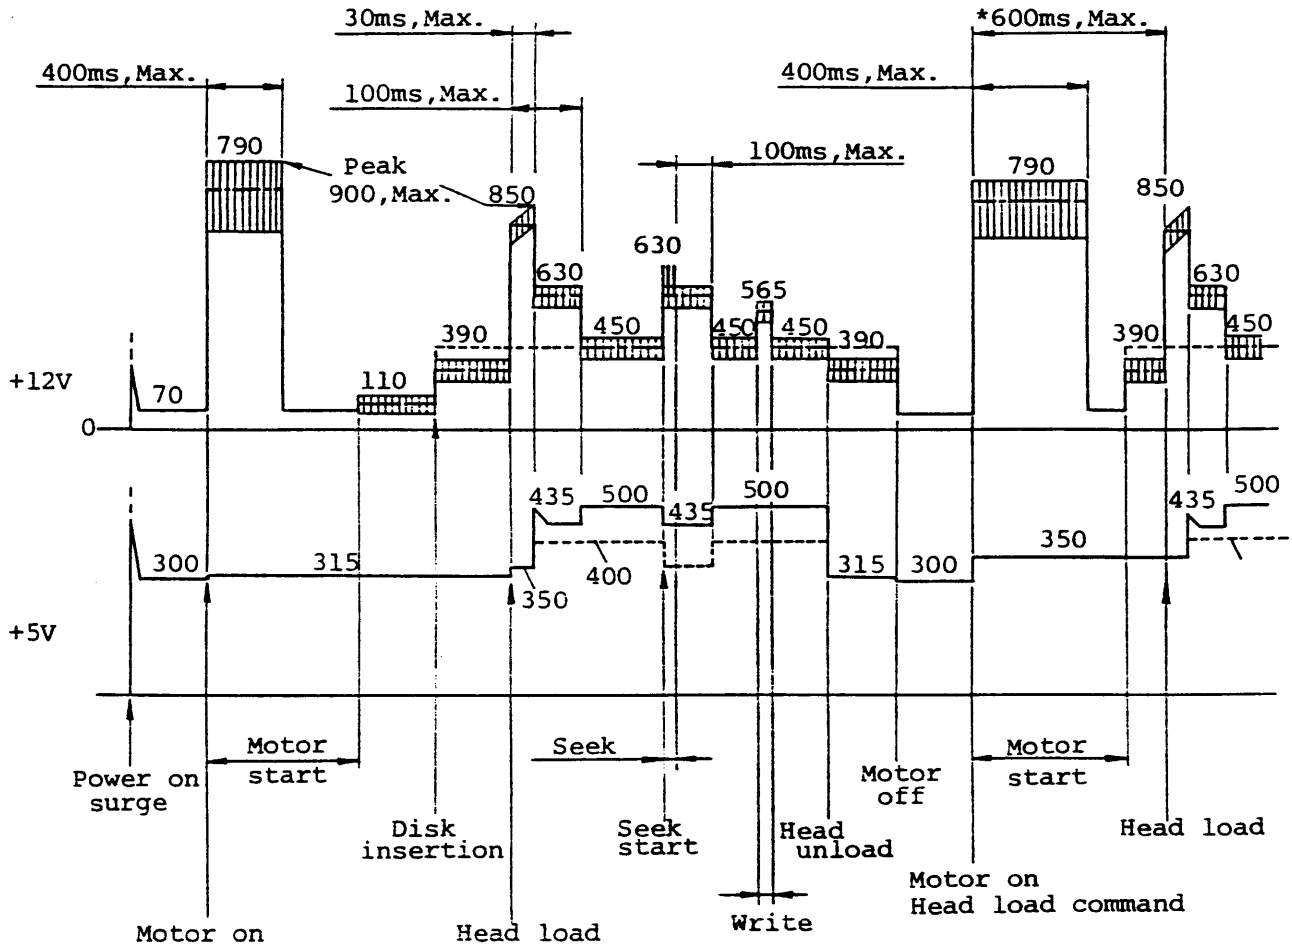 30ms,Max.
*600ms,Max.
400ms,Max.
400ms,Max.
100ms,Max.
790
Peak
900,Max.
850
100ms,Max.
790
850
630
630
565
630
390
450
450
450
390
390
450
+12V
70
110
0
435
500
435
500
435
500
300
315
350
400
315
300
350
+5V
Motor
start
Seek
Motor
start
Power on
surge
Motor
off
Disk
insertion
Seek
start
Head
unload
Head load
Motor on
Head load command
Write
Motor on
Head load